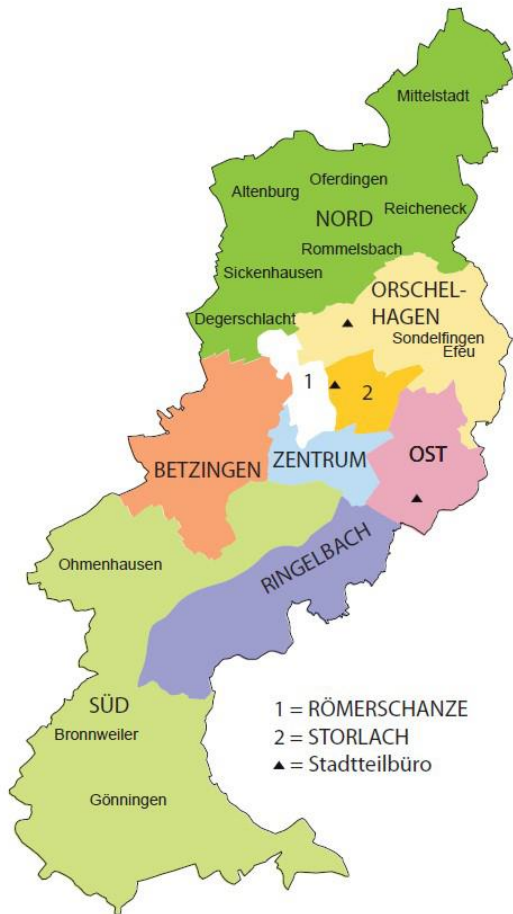 Mittelstadt
Oferdingen
Altenburg
Reicheneck
NORD
Rommelsbach
Sickenhausen
ORSCHEL-
HAGEN
Degerschlacht
Sondelfingen
Efeu
1
2
OST
BETZINGEN
ZENTRUM
RINGELBACH
Ohmenhausen
SÜD
Bronnweiler
Gönningen
1 = RÖMERSCHANZE
2 = STORLACH
▲ = Stadtteilbüro